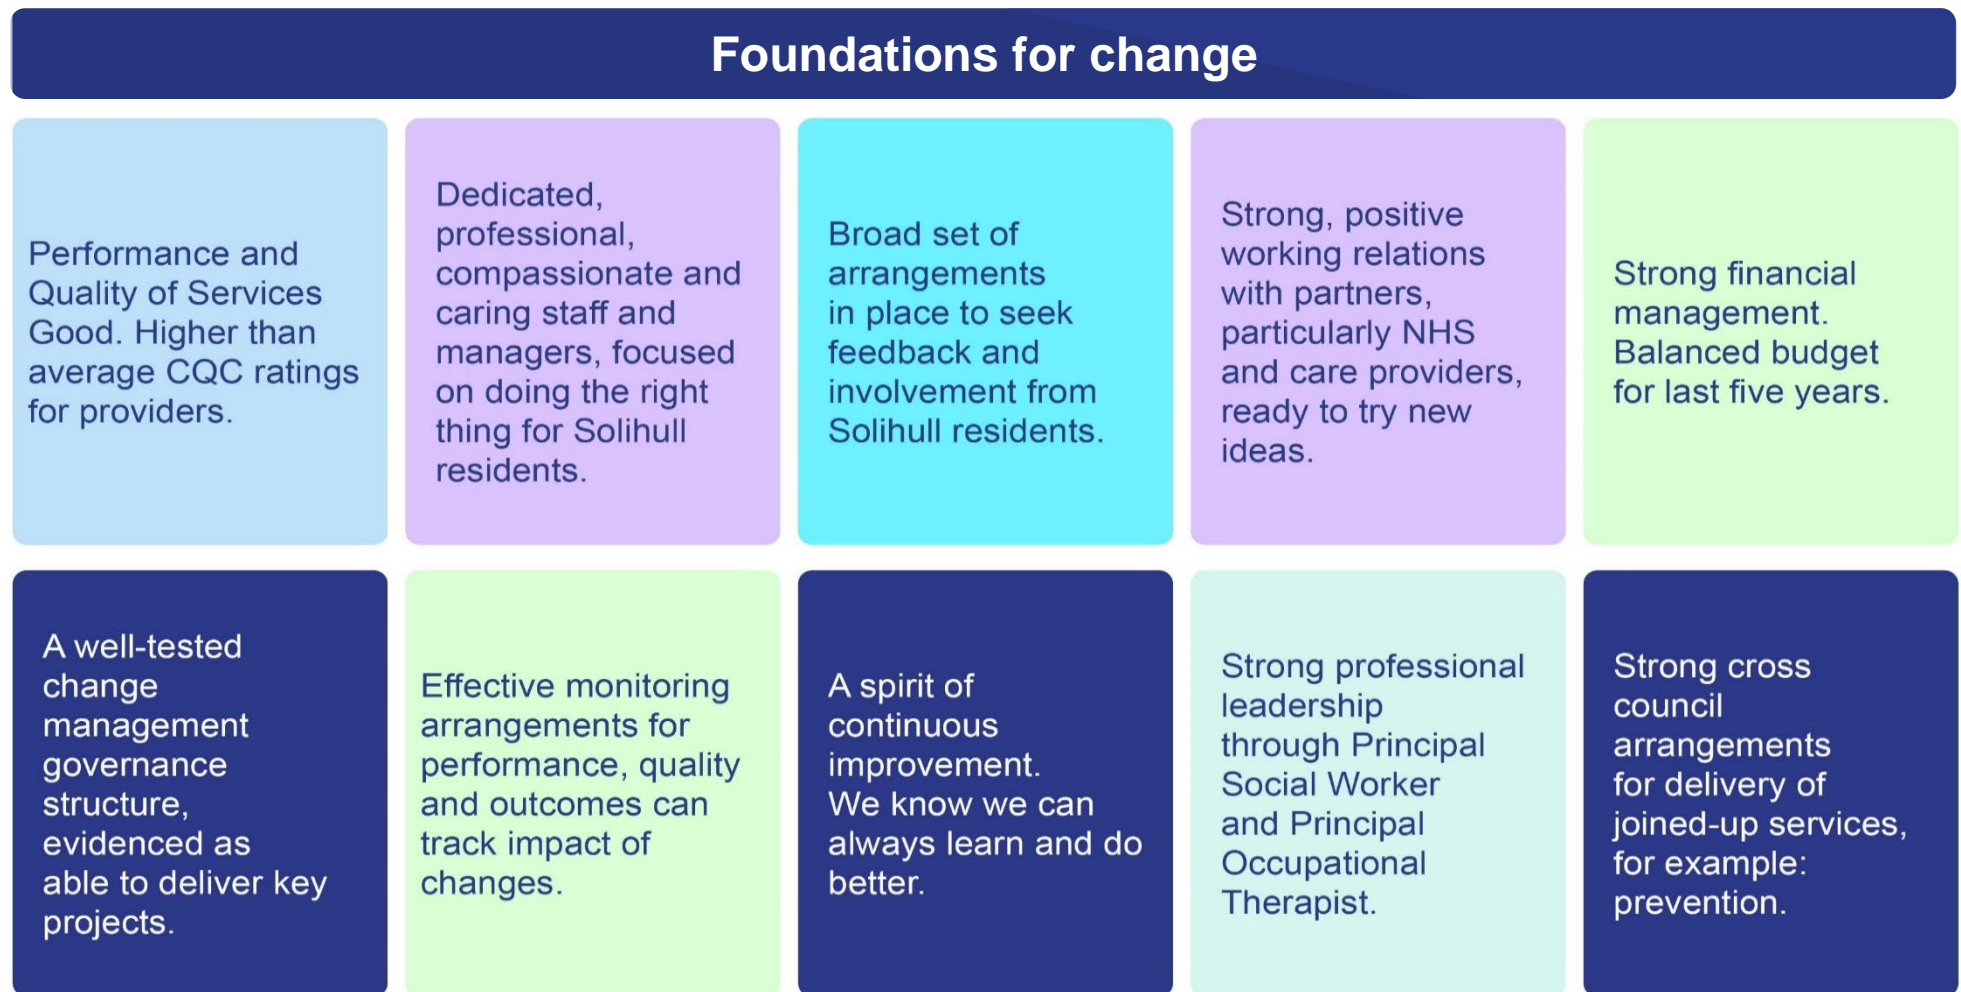 Foundations for change
Performance and
Quality of Services
Good. Higher than
average CQC ratings
for providers.
Dedicated,
professional,
compassionate and
caring staff and
managers, focused
on doing the right
thing for Solihull
residents.
Broad set of
arrangements
in place to seek
feedback and
involvement from
Solihull residents.
Strong, positive
working relations
with partners,
particularly NHS
and care providers,
ready to try new
ideas.
Strong financial
management.
Balanced budget
for last five years.
A well-tested
change
management
governance
structure,
evidenced as
able to deliver key
projects.
Effective monitoring
arrangements for
performance, quality
and outcomes can
track impact of
changes.
A spirit of
continuous
improvement.
We know we can
always learn and do
better.
Strong professional
leadership
through Principal
Social Worker
and Principal
Occupational
Therapist.
Strong cross
council
arrangements
for delivery of
joined-up services,
for example:
prevention.